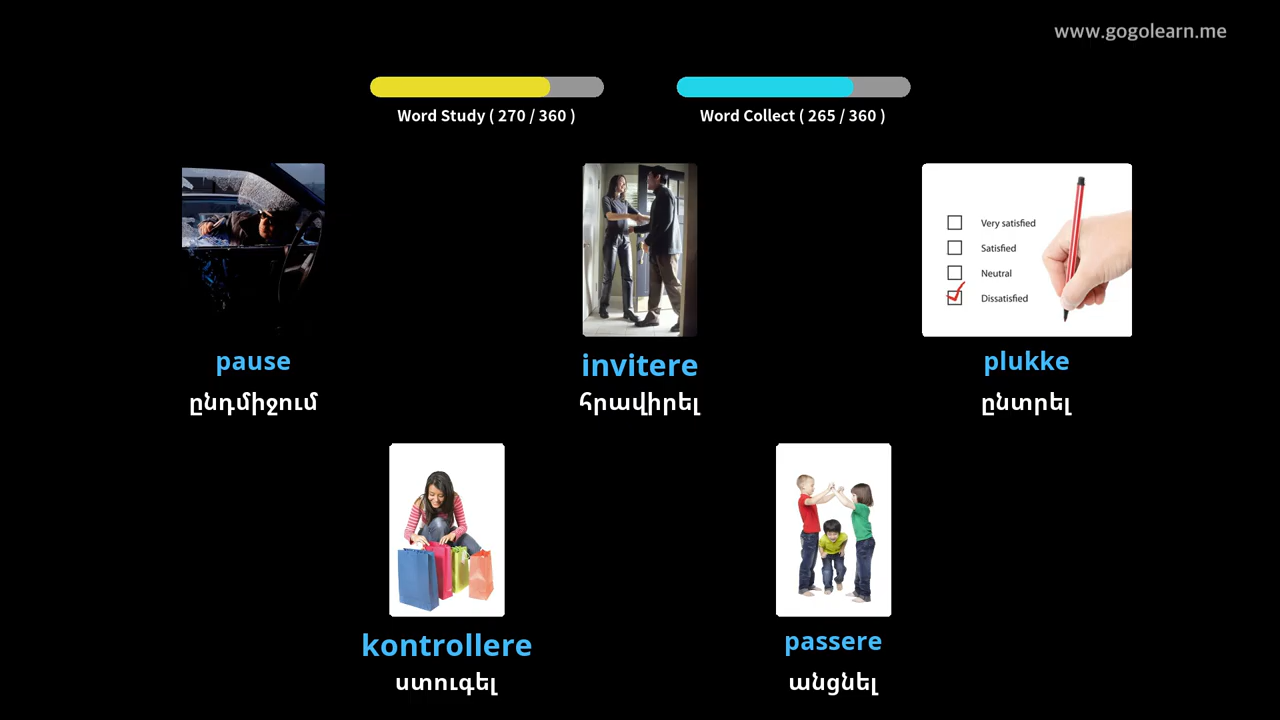 www.gogolearn.me
Word Study ( 270 / 360 )
Word Collect ( 265 / 360 )
Very satisfied
Satisfied
Neutral
Dissatisfied
pause
invitere
plukke
ընդմիջում
հրավիրել
ընտրել
kontrollere
passere
ստուգել
անցնել